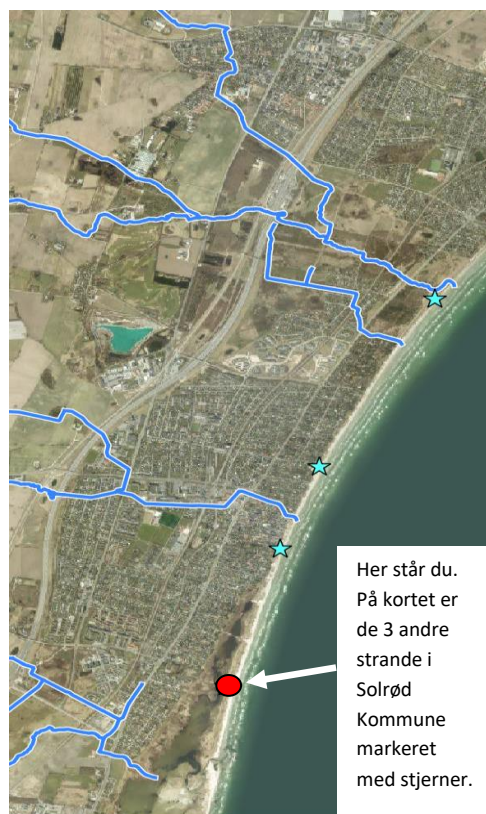 Her står du.
På kortet er
de 3 andre
strande i
Solrød
Kommune
markeret
med stjerner.